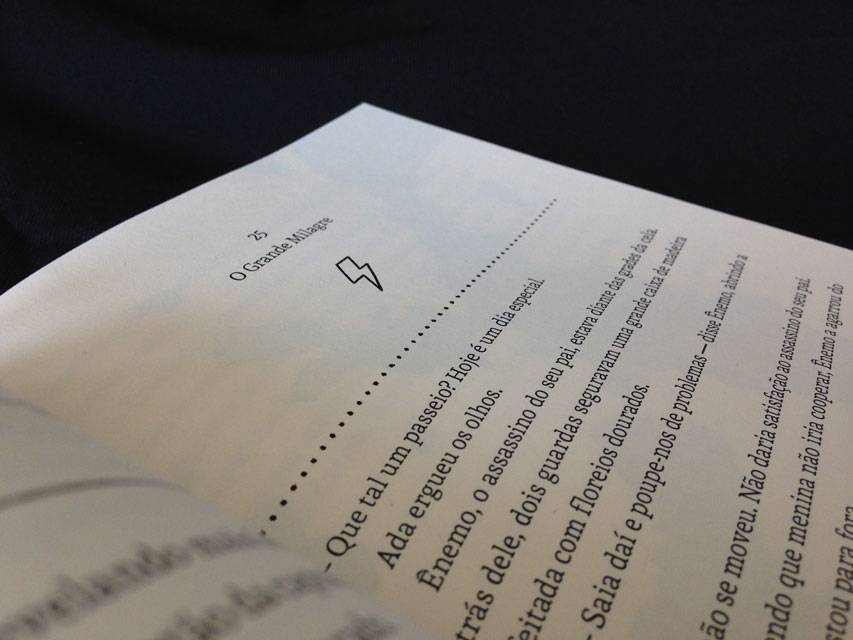 25
O Grande Milagre
– Que tal um passeio? Hoje é um dia especial.
Ada ergueu os olhos.
Ênemo, o assassino do seu pai, estava diante das grades da cela.
trás dele, dois guardas seguravam uma grande caixa de madeira
eitada com floreios dourados.
– Saia daí e poupe-nos de problemas — disse Ênemo, abrindo a
ão se moveu. Não daria satisfação ao assassino do seu pai.
ndo que menina não iria cooperar, Ênemo a agarrou do
stou para fora